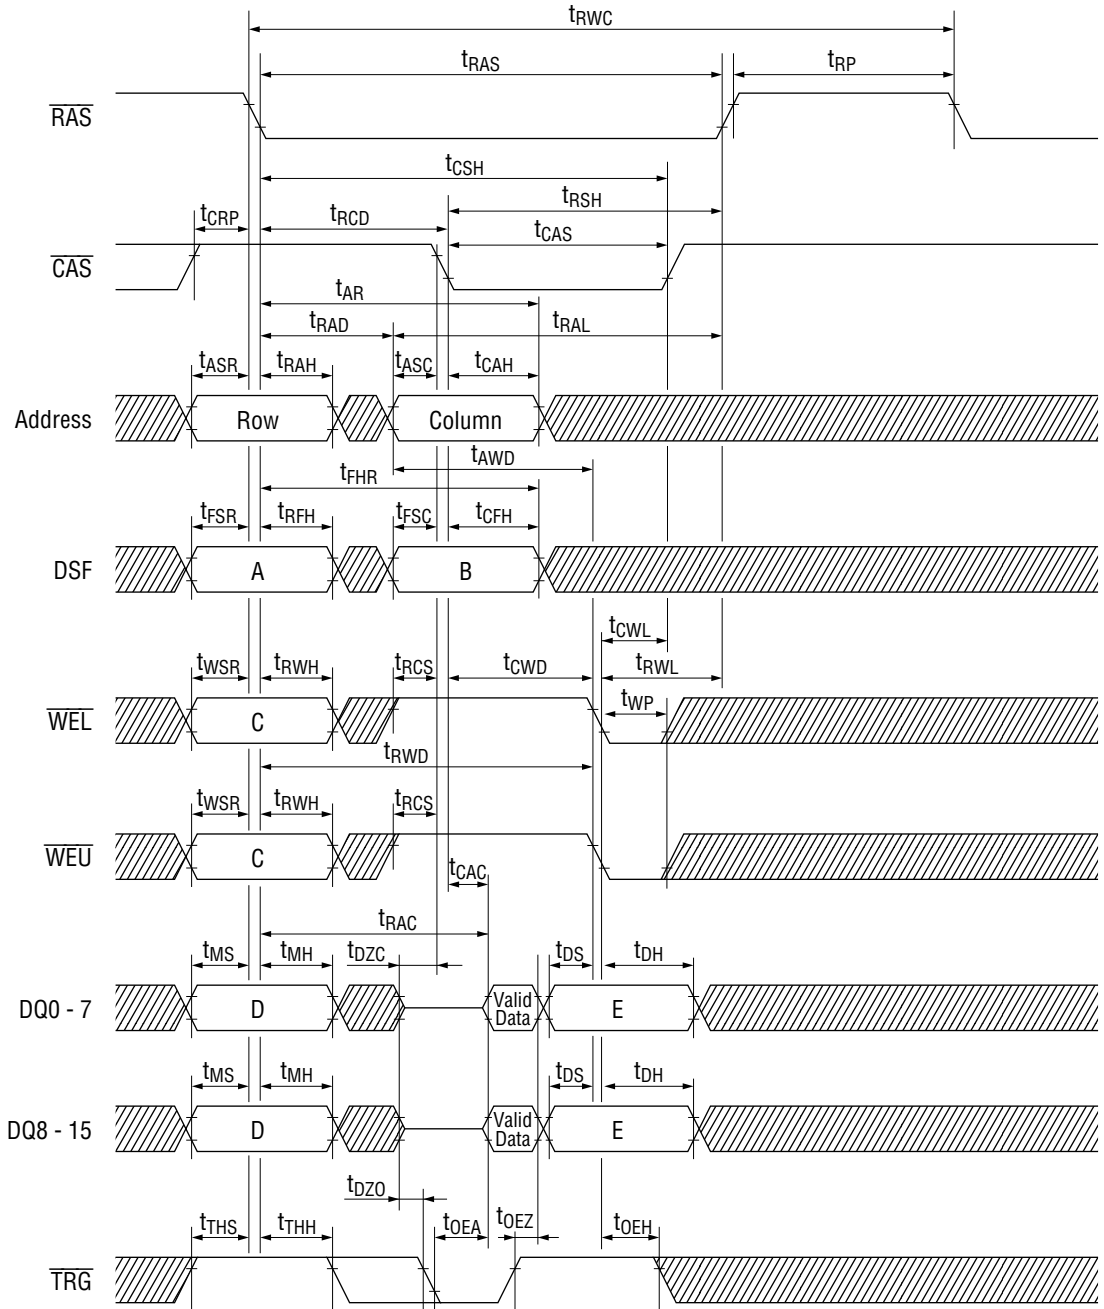 tRWC
tRAS tRP
RAS
tCSH
tRSH
tCRP tRCD
tCAS
CAS
tAR
tRAD tRAL
tASR tRAH tASC tCAH
Address Row Column
tAWD
tFHR
tFSR tRFH tFSC tCFH
DSF A B
tCWL
tWSR tRWH tRCS tCWD tRWL
tWP
WEL C
tRWD
tWSR tRWH tRCS
WEU C
tCAC
tRAC
tMS tMH tDZC tDS tDH
DQ0 - 7 D Valid Data E
tMS tMH tDS tDH
DQ8 - 15 D Valid Data E
tDZO
tTHS tTHH tOEA tOEZ tOEH
TRG